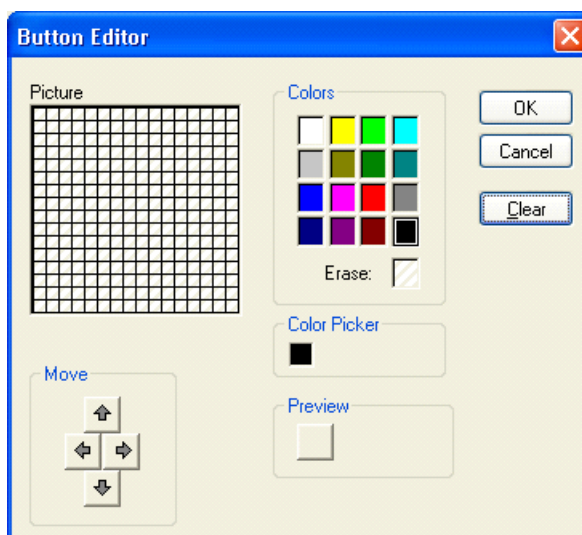 Button Editor
Picture
Colors
OK
Cancel
Clear
Erase:
Color Picker
Move
Preview